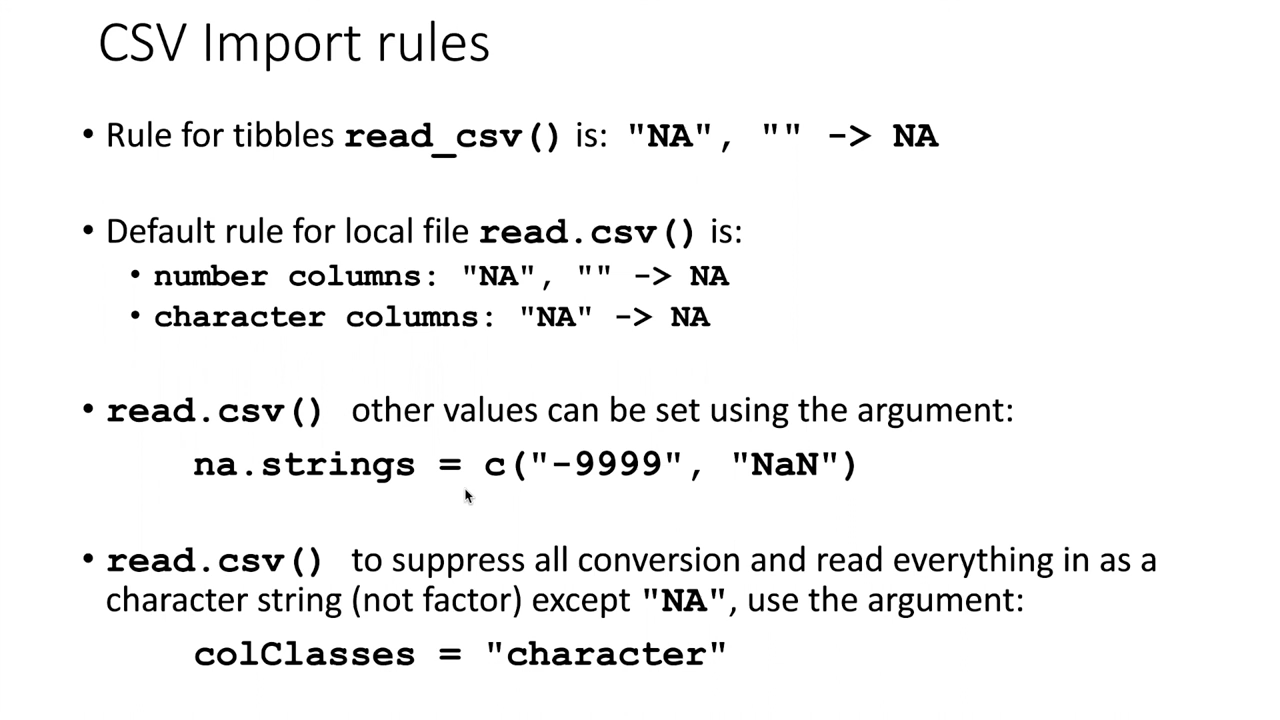 CSV Import rules
• Rule for tibbles read_csv() is: "NA", "" -> NA
• Default rule for local file read.csv() is:
• number columns: "NA", "" -> NA
• character columns: "NA" -> NA
• read.csv() other values can be set using the argument:
na.strings = c("-9999", "NaN")
• read.csv() to suppress all conversion and read everything in as a
character string (not factor) except "NA", use the argument:
colClasses = "character"